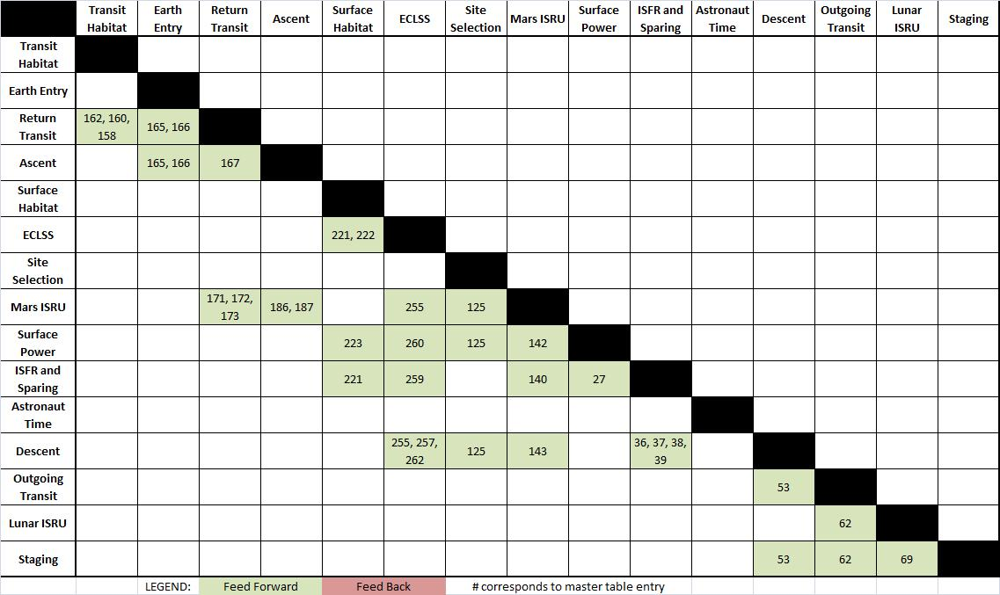 Transit Habitat Earth Entry Return Transit Ascent Surface Habitat ECLSS Site Selection Mars ISRU Surface Power ISFR and Sparing Astronaut Time Descent Outgoing Transit Lunar ISRU Staging
Transit Habitat
Earth Entry
Return Transit 162, 160, 158 165, 166
Ascent 165, 166 167
Surface Habitat
ECLSS 221, 222
Site Selection
Mars ISRU 171, 172, 173 186, 187 255 125
Surface Power 223 260 125 142
ISFR and Sparing 221 259 140 27
Astronaut Time
Descent 255, 257, 262 125 143 36, 37, 38, 39
Outgoing Transit 53
Lunar ISRU 62
Staging 53 62 69
LEGEND: Feed Forward Feed Back # corresponds to master table entry